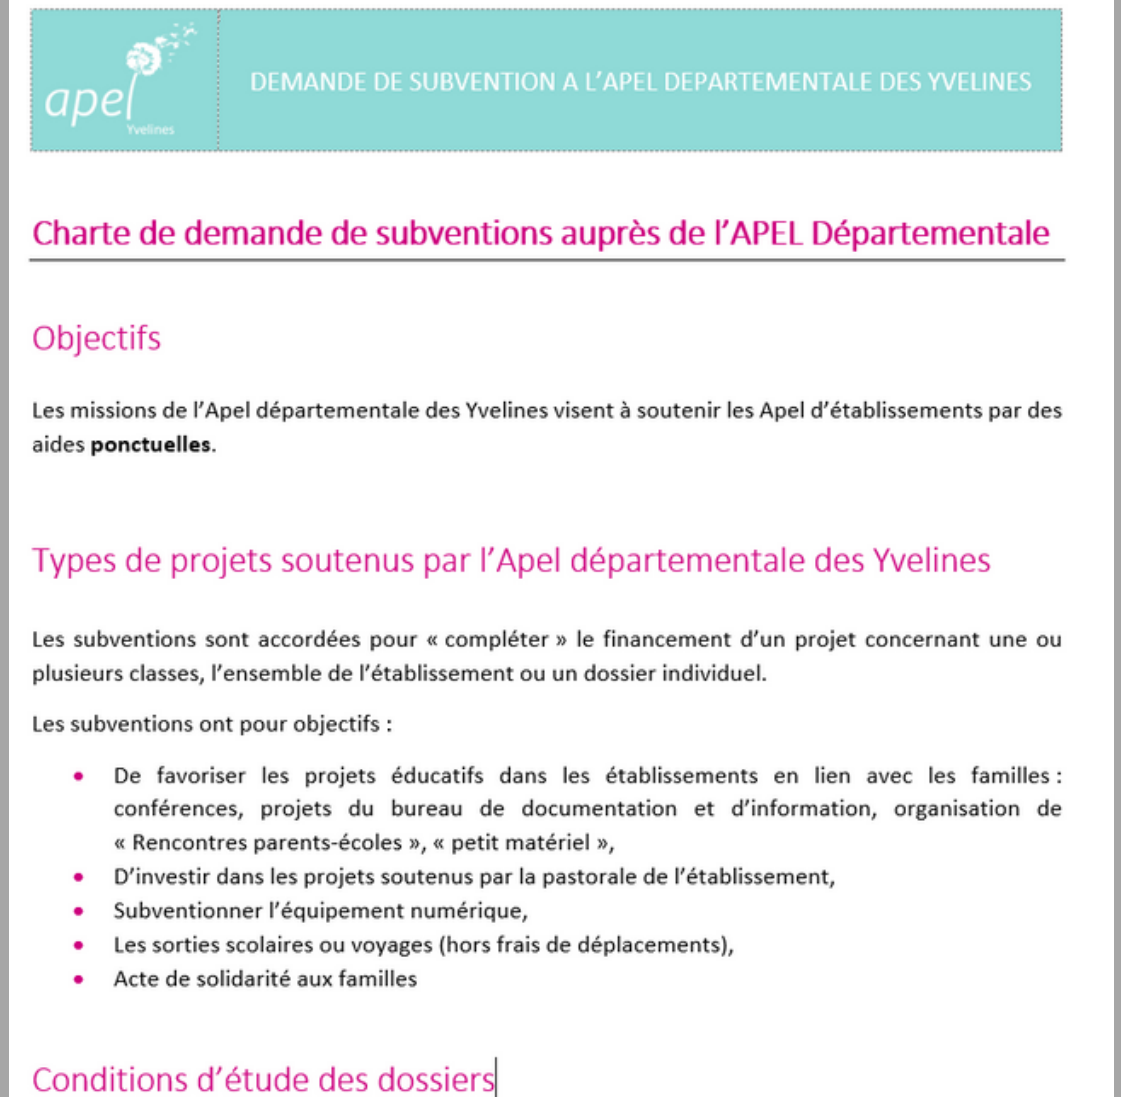 apel
Yvelines
DEMANDE DE SUBVENTION A L’APEL DEPARTEMENTALE DES YVELINES
Charte de demande de subventions auprès de l’APEL Départementale
Objectifs
Les missions de l’Apel départementale des Yvelines visent à soutenir les Apel d’établissements par des
aides ponctuelles.
Types de projets soutenus par l’Apel départementale des Yvelines
Les subventions sont accordées pour « compléter » le financement d’un projet concernant une ou
plusieurs classes, l’ensemble de l’établissement ou un dossier individuel.
Les subventions ont pour objectifs :
• De favoriser les projets éducatifs dans les établissements en lien avec les familles :
conférences, projets du bureau de documentation et d’information, organisation de
« Rencontres parents-écoles », « petit matériel »,
• D’investir dans les projets soutenus par la pastorale de l’établissement,
• Subventionner l’équipement numérique,
• Les sorties scolaires ou voyages (hors frais de déplacements),
• Acte de solidarité aux familles
Conditions d’étude des dossiers